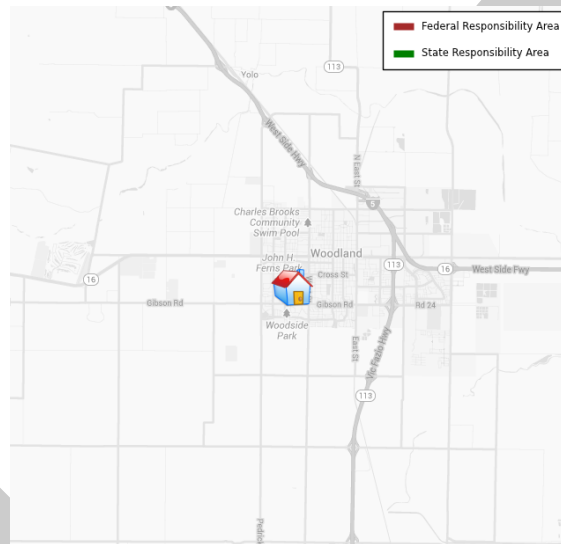 Federal Responsibility Area
State Responsibility Area
113
Yolo
West Side Hwy
N East St
Charles Brooks
Community
Swim Pool
5
John H.
Ferns Park
Woodland
113
16
West Side Fwy
16
Cross St
Gibson Rd
Gibson Rd
Rd 24
Woodside
Park
East St
Vic Fazio Hwy
113
Pedrick